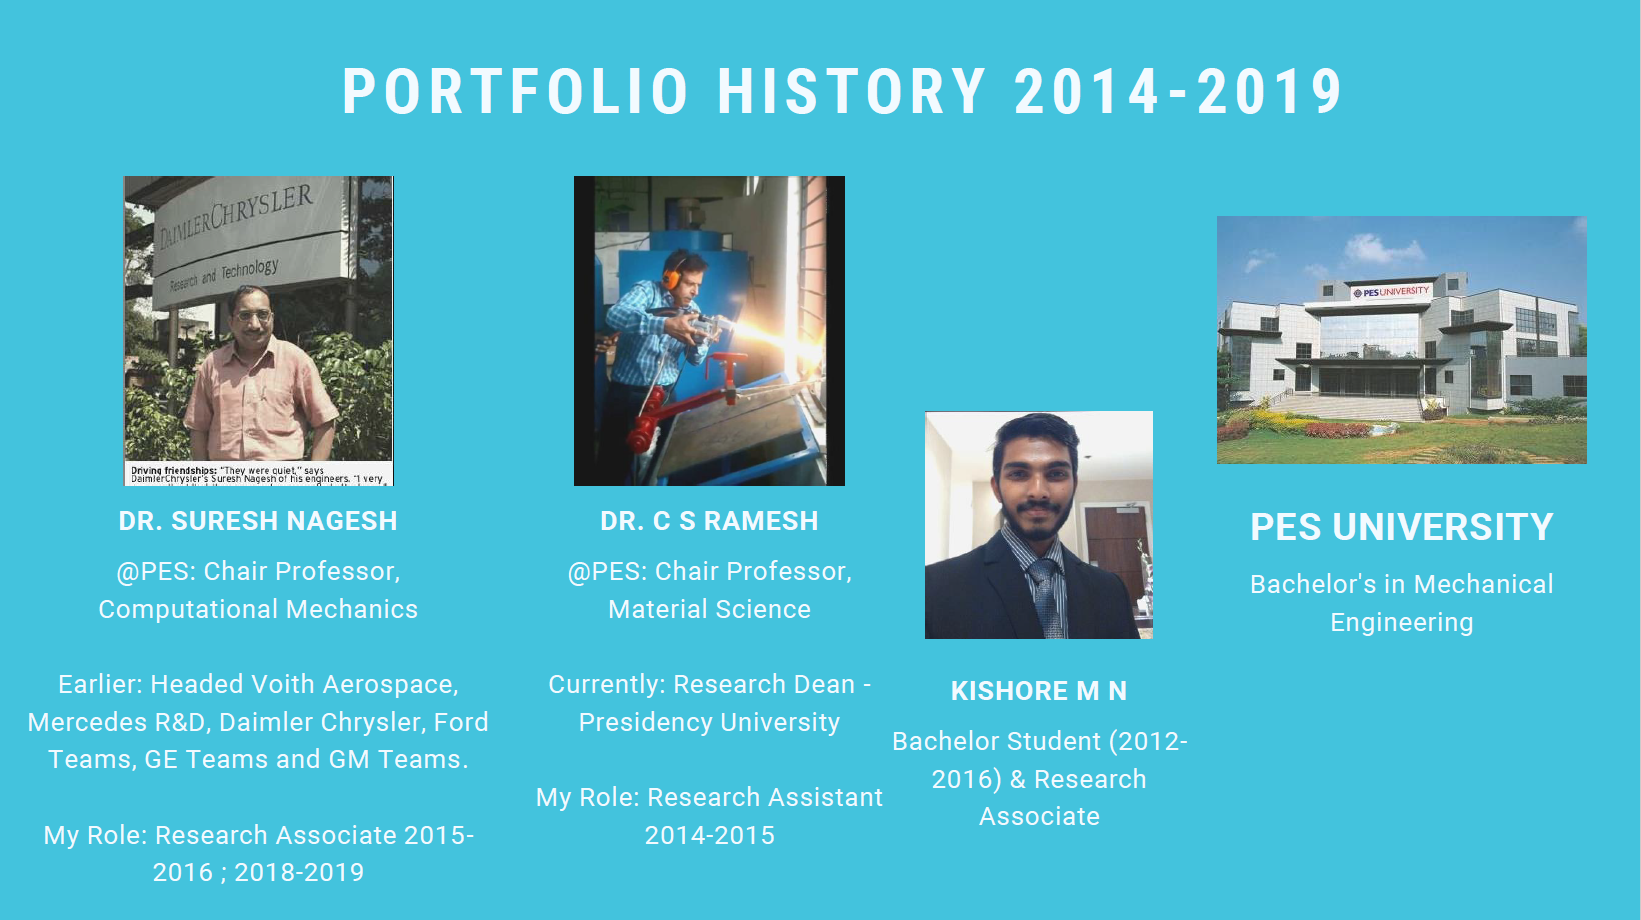 PORTFOLIO HISTORY 2014-2019
DAIMLERCHRYSLER
Research and Technology
Driving friendships: "They were quiet," says
DaimlerChrysler's Suresh Nagesh of his engineers. "I very
DR. SURESH NAGESH
@PES: Chair Professor,
Computational Mechanics
Earlier: Headed Voith Aerospace,
Mercedes R&D, Daimler Chrysler, Ford
Teams, GE Teams and GM Teams.
My Role: Research Associate 2015-
2016 ; 2018-2019
DR. C S RAMESH
@PES: Chair Professor,
Material Science
Currently: Research Dean -
Presidency University
My Role: Research Assistant
2014-2015
KISHORE M N
Bachelor Student (2012-
2016) & Research
Associate
PES UNIVERSITY
PES UNIVERSITY
Bachelor's in Mechanical
Engineering